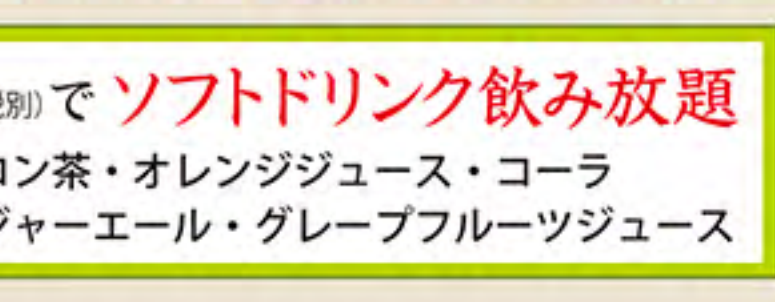 別)で ソフトドリンク飲み放題
ン茶・オレンジジュース・コーラ
ジャーエール・グレープフルーツジュース